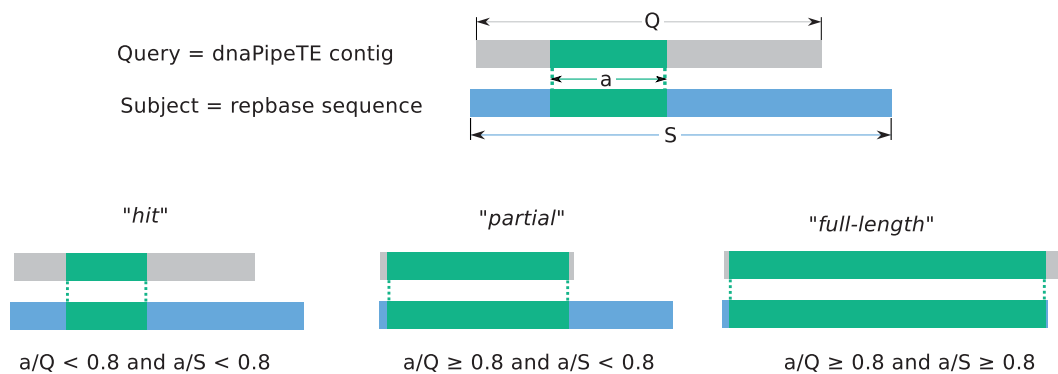 Q
Query = dnaPipeTE contig
a
Subject = repbase sequence
S
"hit"
"partial"
"full-length"
a/Q < 0.8 and a/S < 0.8
a/Q ≥ 0.8 and a/S < 0.8
a/Q ≥ 0.8 and a/S ≥ 0.8